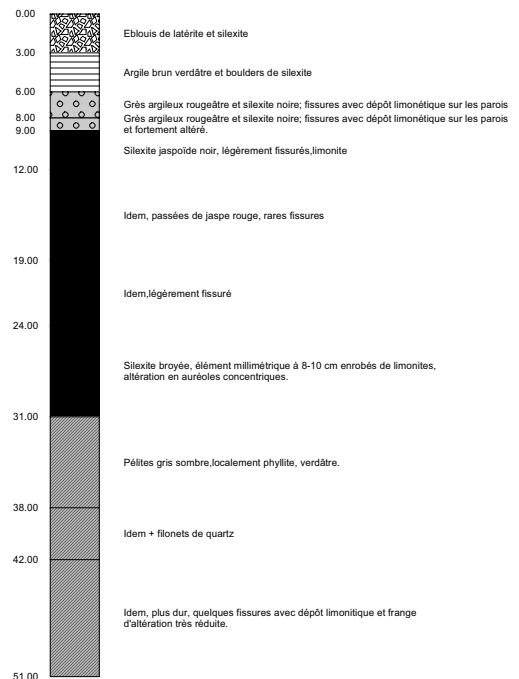 0.00
Eblouis de latérite et silexite
3.00
Argile brun verdâtre et boulders de silexite
6.00
Grès argileux rougeâtre et silexite noire; fissures avec dépôt limonétique sur les parois
8.00
Grès argileux rougeâtre et silexite noire; fissures avec dépôt limonétique sur les parois
et fortement altéré.
9.00
Silexite jaspoïde noir, légèrement fissurés,limonite
12.00
Idem, passées de jaspe rouge, rares fissures
19.00
Idem,légèrement fissuré
24.00
Silexite broyée, élément millimétrique à 8-10 cm enrobés de limonites,
altération en auréoles concentriques.
31.00
Pélites gris sombre,localement phyllite, verdâtre.
38.00
Idem + filonets de quartz
42.00
Idem, plus dur, quelques fissures avec dépôt limonitique et frange
d'altération très réduite.
51.00